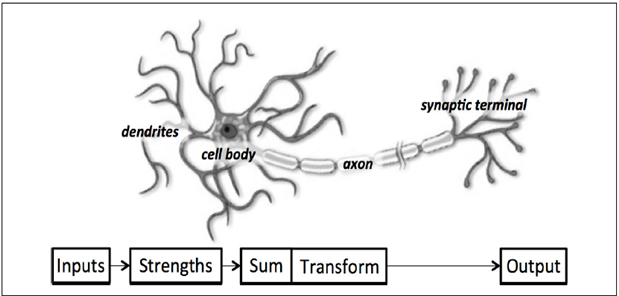 synaptic terminal
dendrites
cell body
axon
Inputs Strengths Sum Transform Output